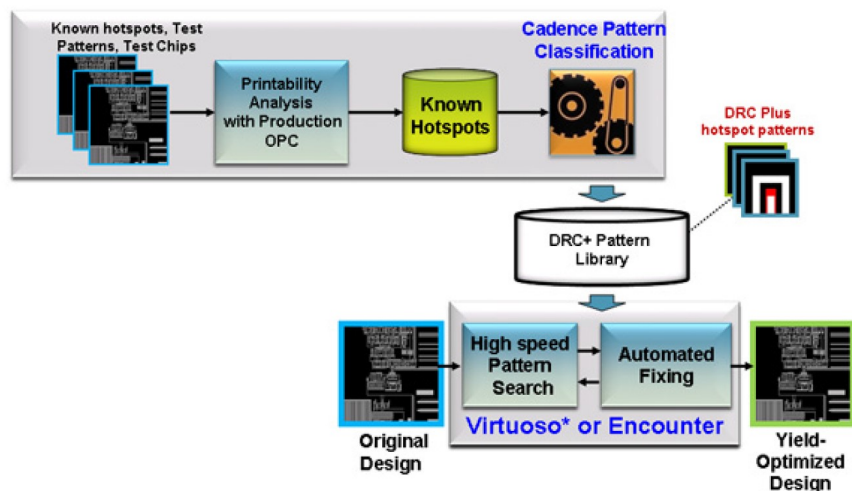 Known hotspots, Test
Patterns, Test Chips
Printability
Analysis
with Production
OPC
Known
Hotspots
Cadence Pattern
Classification
DRC Plus
hotspot patterns
DRC+ Pattern
Library
High speed
Pattern
Search
Automated
Fixing
Virtuoso* or Encounter
Original
Design
Yield-
Optimized
Design